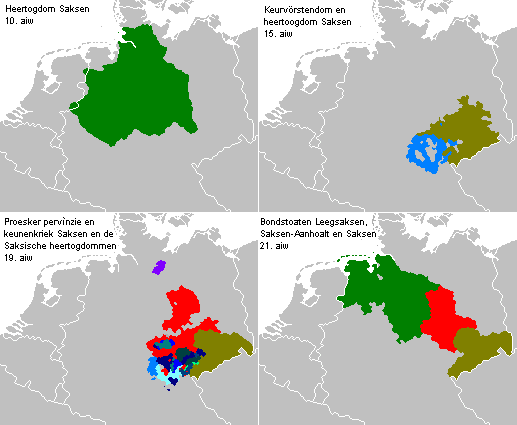 Heertogdom Saksen
10. aiw
Keurvörstendom en
heertoogdom Saksen
15. aiw
Proesker pervìnzie en
keunenkriek Saksen en de
Saksische heertogdommen
19. aiw
Bondstoaten Leegsaksen,
Saksen-Aanhoalt en Saksen
21. aiw